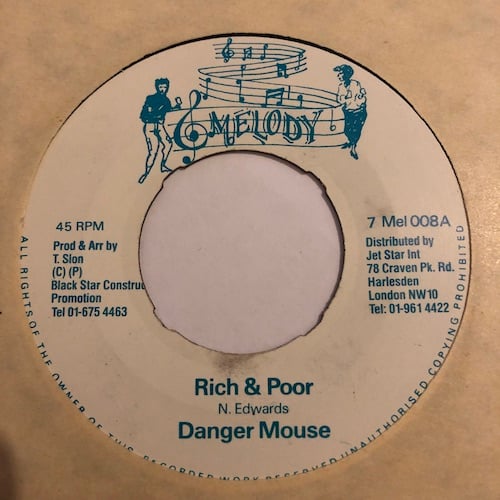 MELODY
45 RPM
Prod & Arr by
T. Slon
(C) (P)
Black Star Constru
Promotion
Tel 01-675 4463
7 Mel 008A
Distributed by
Jet Star Int
78 Craven Pk. Rd.
Harlesden
London NW10
Tel: 01-961 4422
Rich & Poor
N. Edwards
Danger Mouse
ALL RIGHTS OF THE OWNER OF THIS RECORDED WORK RESERVED UNAUTHORISED COPYING PROHIBITED